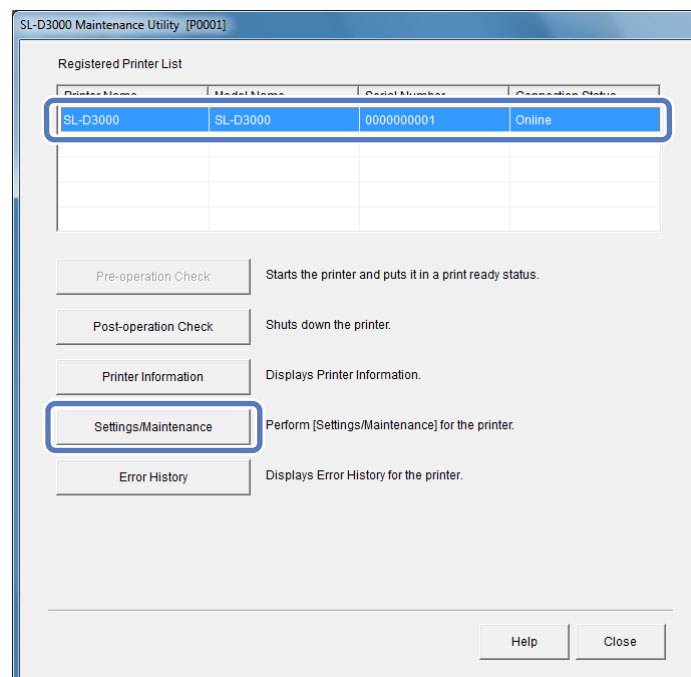 SL-D3000 Maintenance Utility [P0001]
Registered Printer List
Printer Name Model Name Serial Number Connection Status
SL-D3000 SL-D3000 0000000001 Online
Pre-operation Check Starts the printer and puts it in a print ready status.
Post-operation Check Shuts down the printer.
Printer Information Displays Printer Information.
Settings/Maintenance Perform [Settings/Maintenance] for the printer.
Error History Displays Error History for the printer.
Help Close